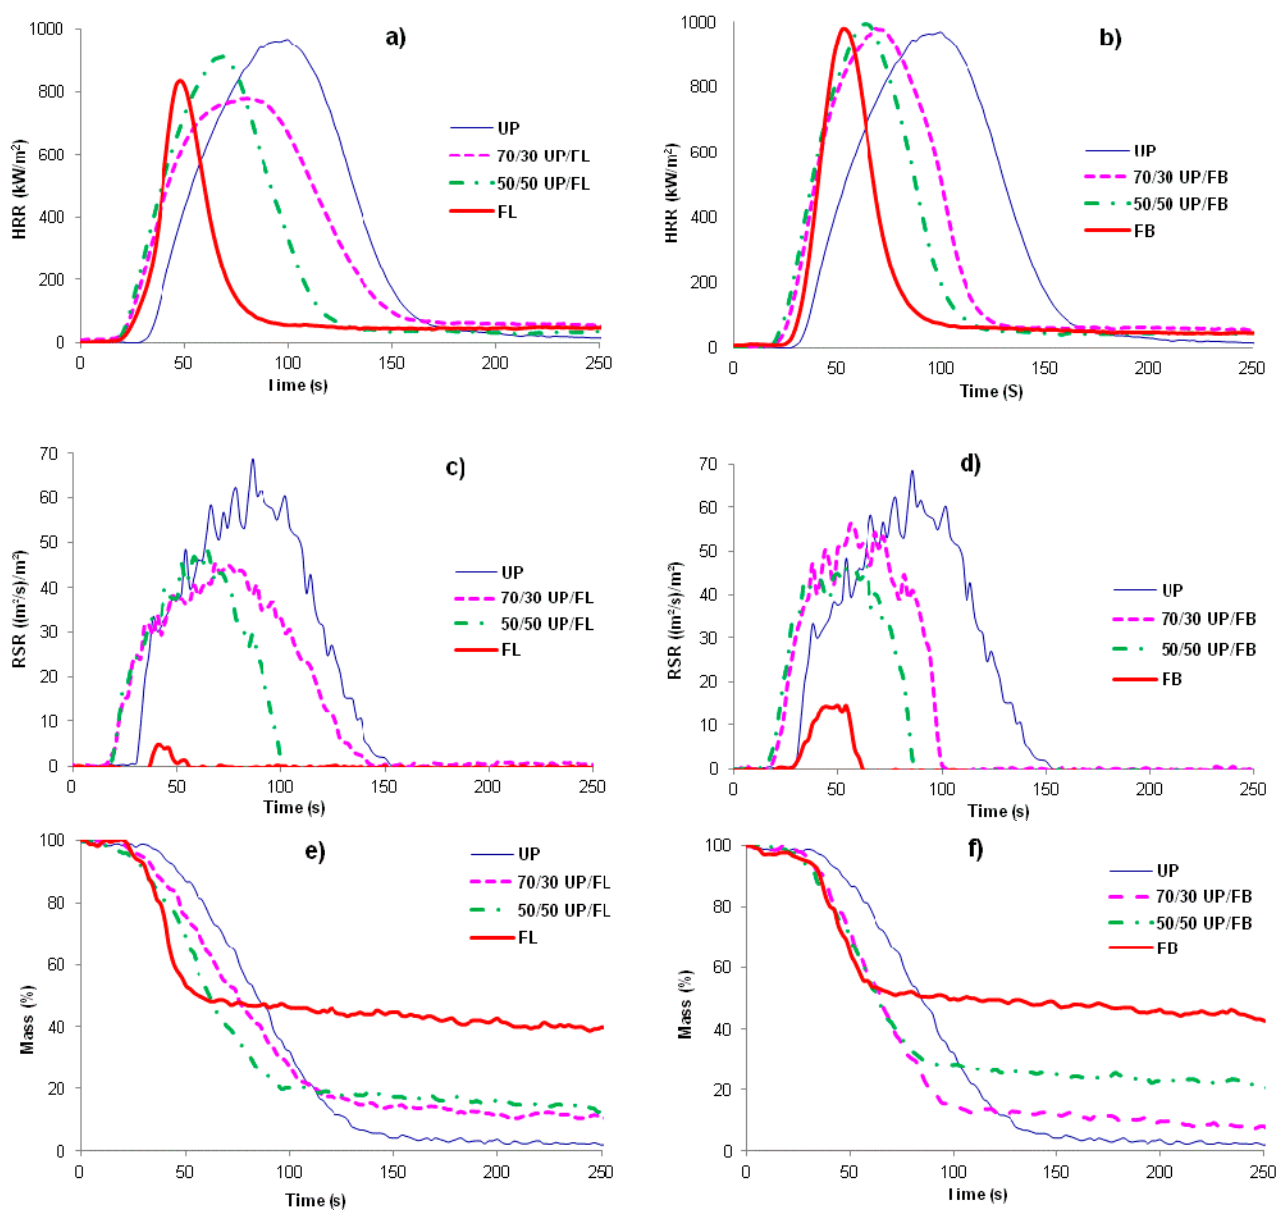 a)
1000
800
600
400
200
0
HRR (kW/m²)
0 50 100 150 200 250
Time (s)
UP
70/30 UP/FL
50/50 UP/FL
FL
b)
1000
800
600
400
200
0
HRR (kW/m²)
0 50 100 150 200 250
Time (S)
UP
70/30 UP/FB
50/50 UP/FB
FB
c)
70
60
50
40
30
20
10
0
RSR ((m²/s)/m²)
0 50 100 150 200 250
Time (s)
UP
70/30 UP/FL
50/50 UP/FL
FL
d)
70
60
50
40
30
20
10
0
RSR ((m²/s)/m²)
0 50 100 150 200 250
Time (s)
UP
70/30 UP/FB
50/50 UP/FB
FB
e)
100
80
60
40
20
0
Mass (%)
0 50 100 150 200 250
Time (s)
UP
70/30 UP/FL
50/50 UP/FL
FL
f)
100
80
60
40
20
0
Mass (%)
0 50 100 150 200 250
Time (s)
UP
70/30 UP/FB
50/50 UP/FB
FB